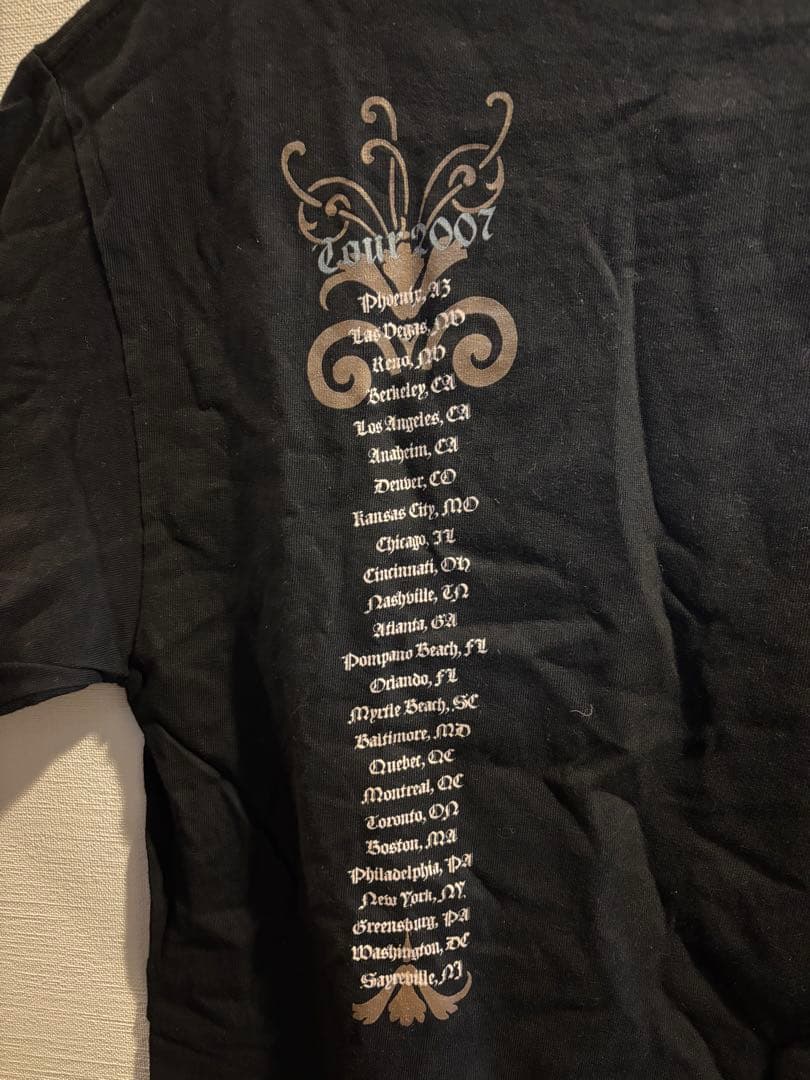 Tour 2007
Phoenix, AZ
Las Vegas, NV
Reno, NV
Berkeley, CA
Los Angeles, CA
Anaheim, CA
Denver, CO
Kansas City, MO
Chicago, IL
Cincinnati, OH
Nashville, TN
Atlanta, GA
Pompano Beach, FL
Orlando, FL
Myrtle Beach, SC
Baltimore, MD
Quebec, QC
Montreal, QC
Toronto, ON
Boston, MA
Philadelphia, PA
New York, NY
Greensburg, PA
Washington, DC
Sayreville, NJ